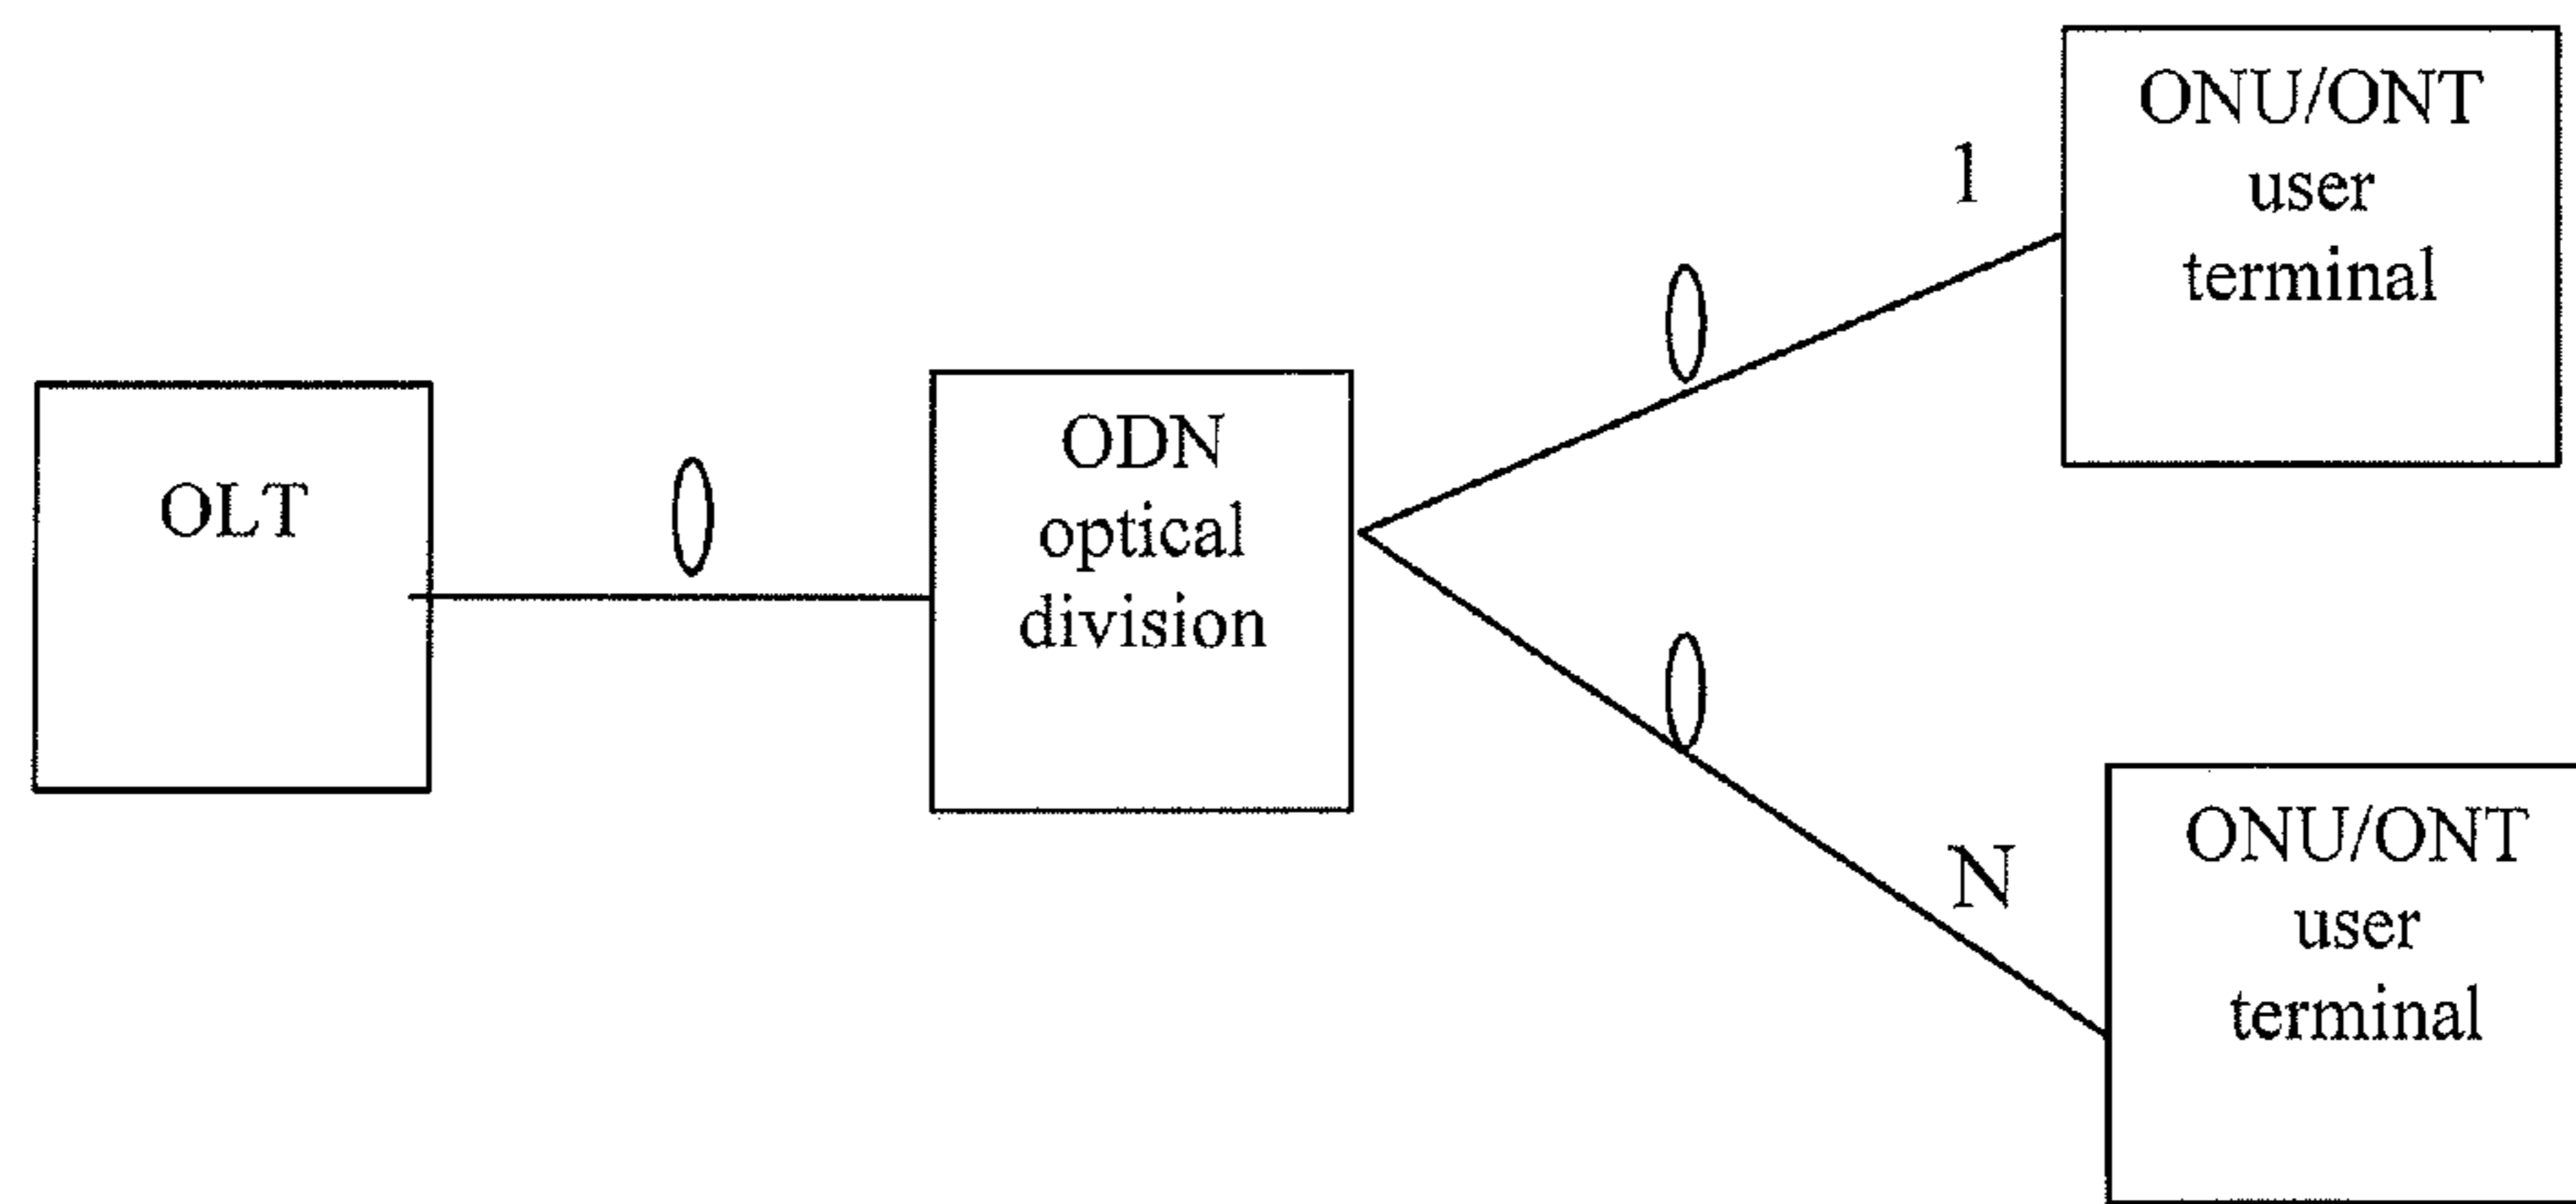 OLT
ODN
optical
division
1
ONU/ONT
user
terminal
N
ONU/ONT
user
terminal